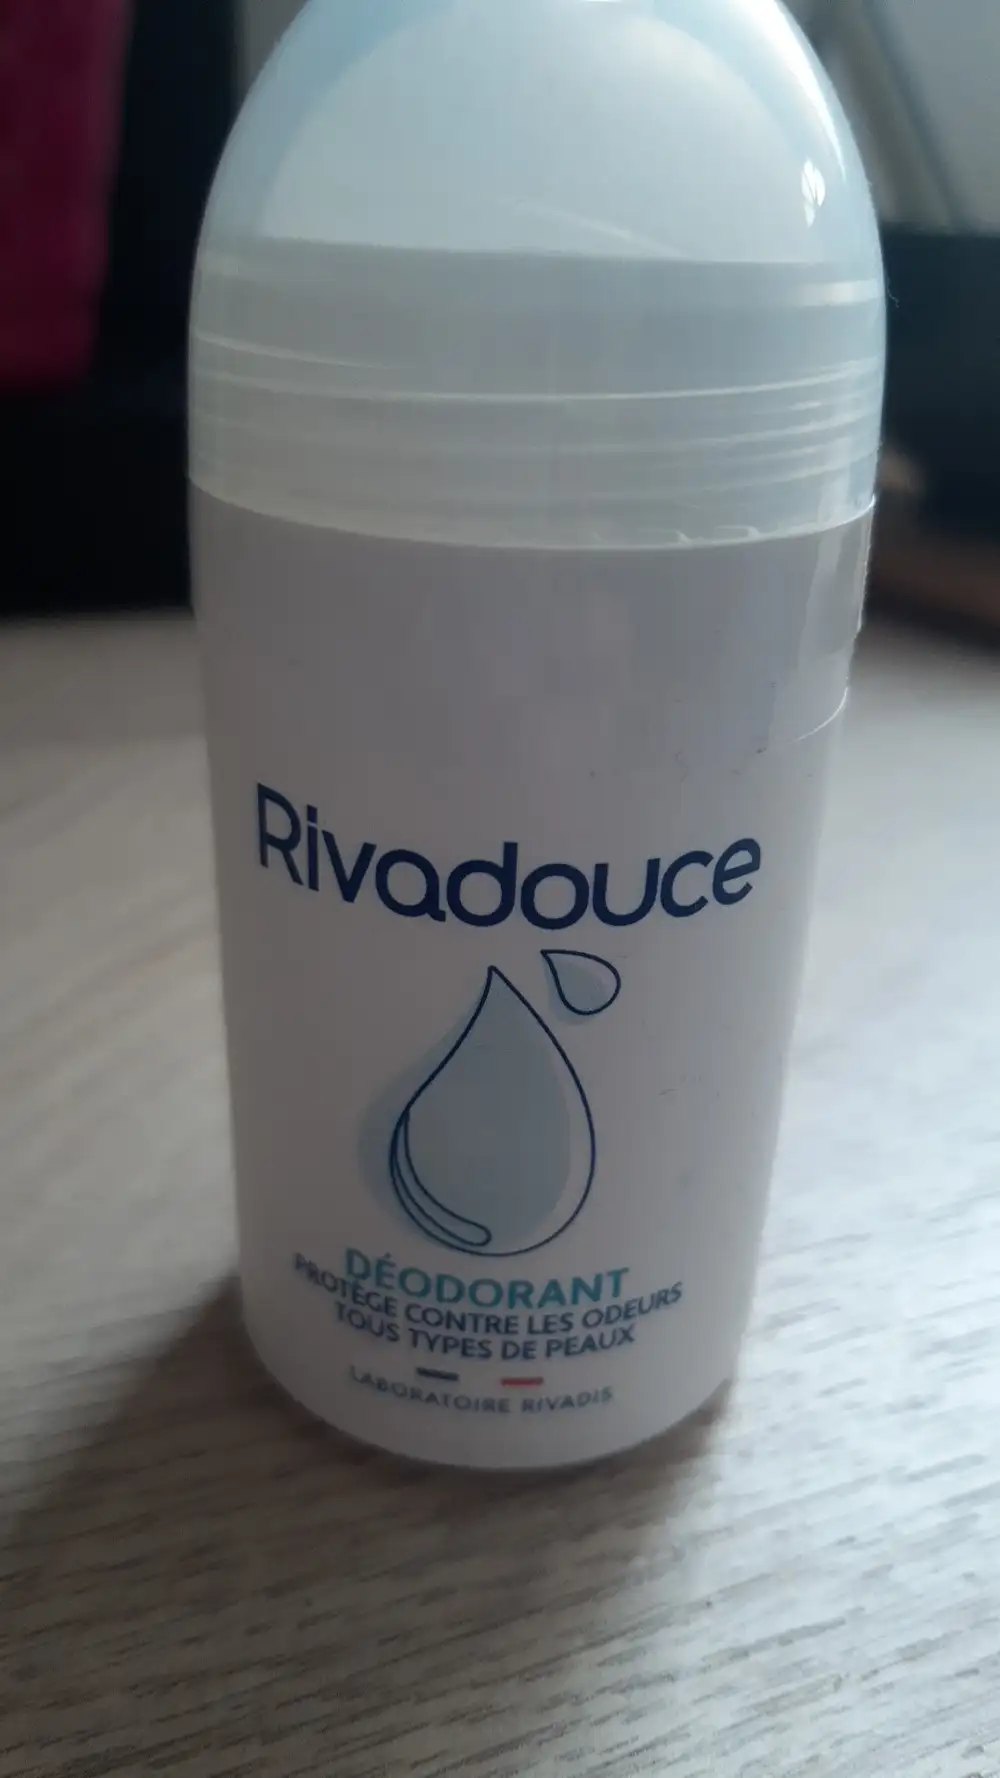 Rivadouce
DÉODORANT
PROTÈGE CONTRE LES ODEURS
TOUS TYPES DE PEAUX
LABORATOIRE RIVADIS